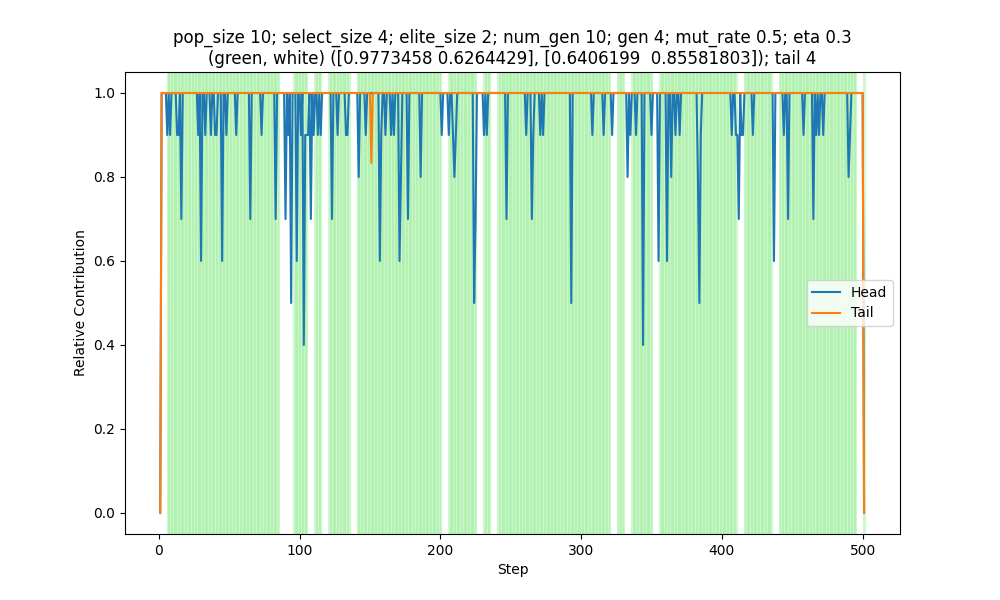 pop_size 10; select_size 4; elite_size 2; num_gen 10; gen 4; mut_rate 0.5; eta 0.3
(green, white) ([0.9773458 0.6264429], [0.6406199  0.85581803]); tail 4
1.0
0.8
0.6
0.4
0.2
0.0
Relative Contribution
Head
Tail
0
100
200
300
400
500
Step